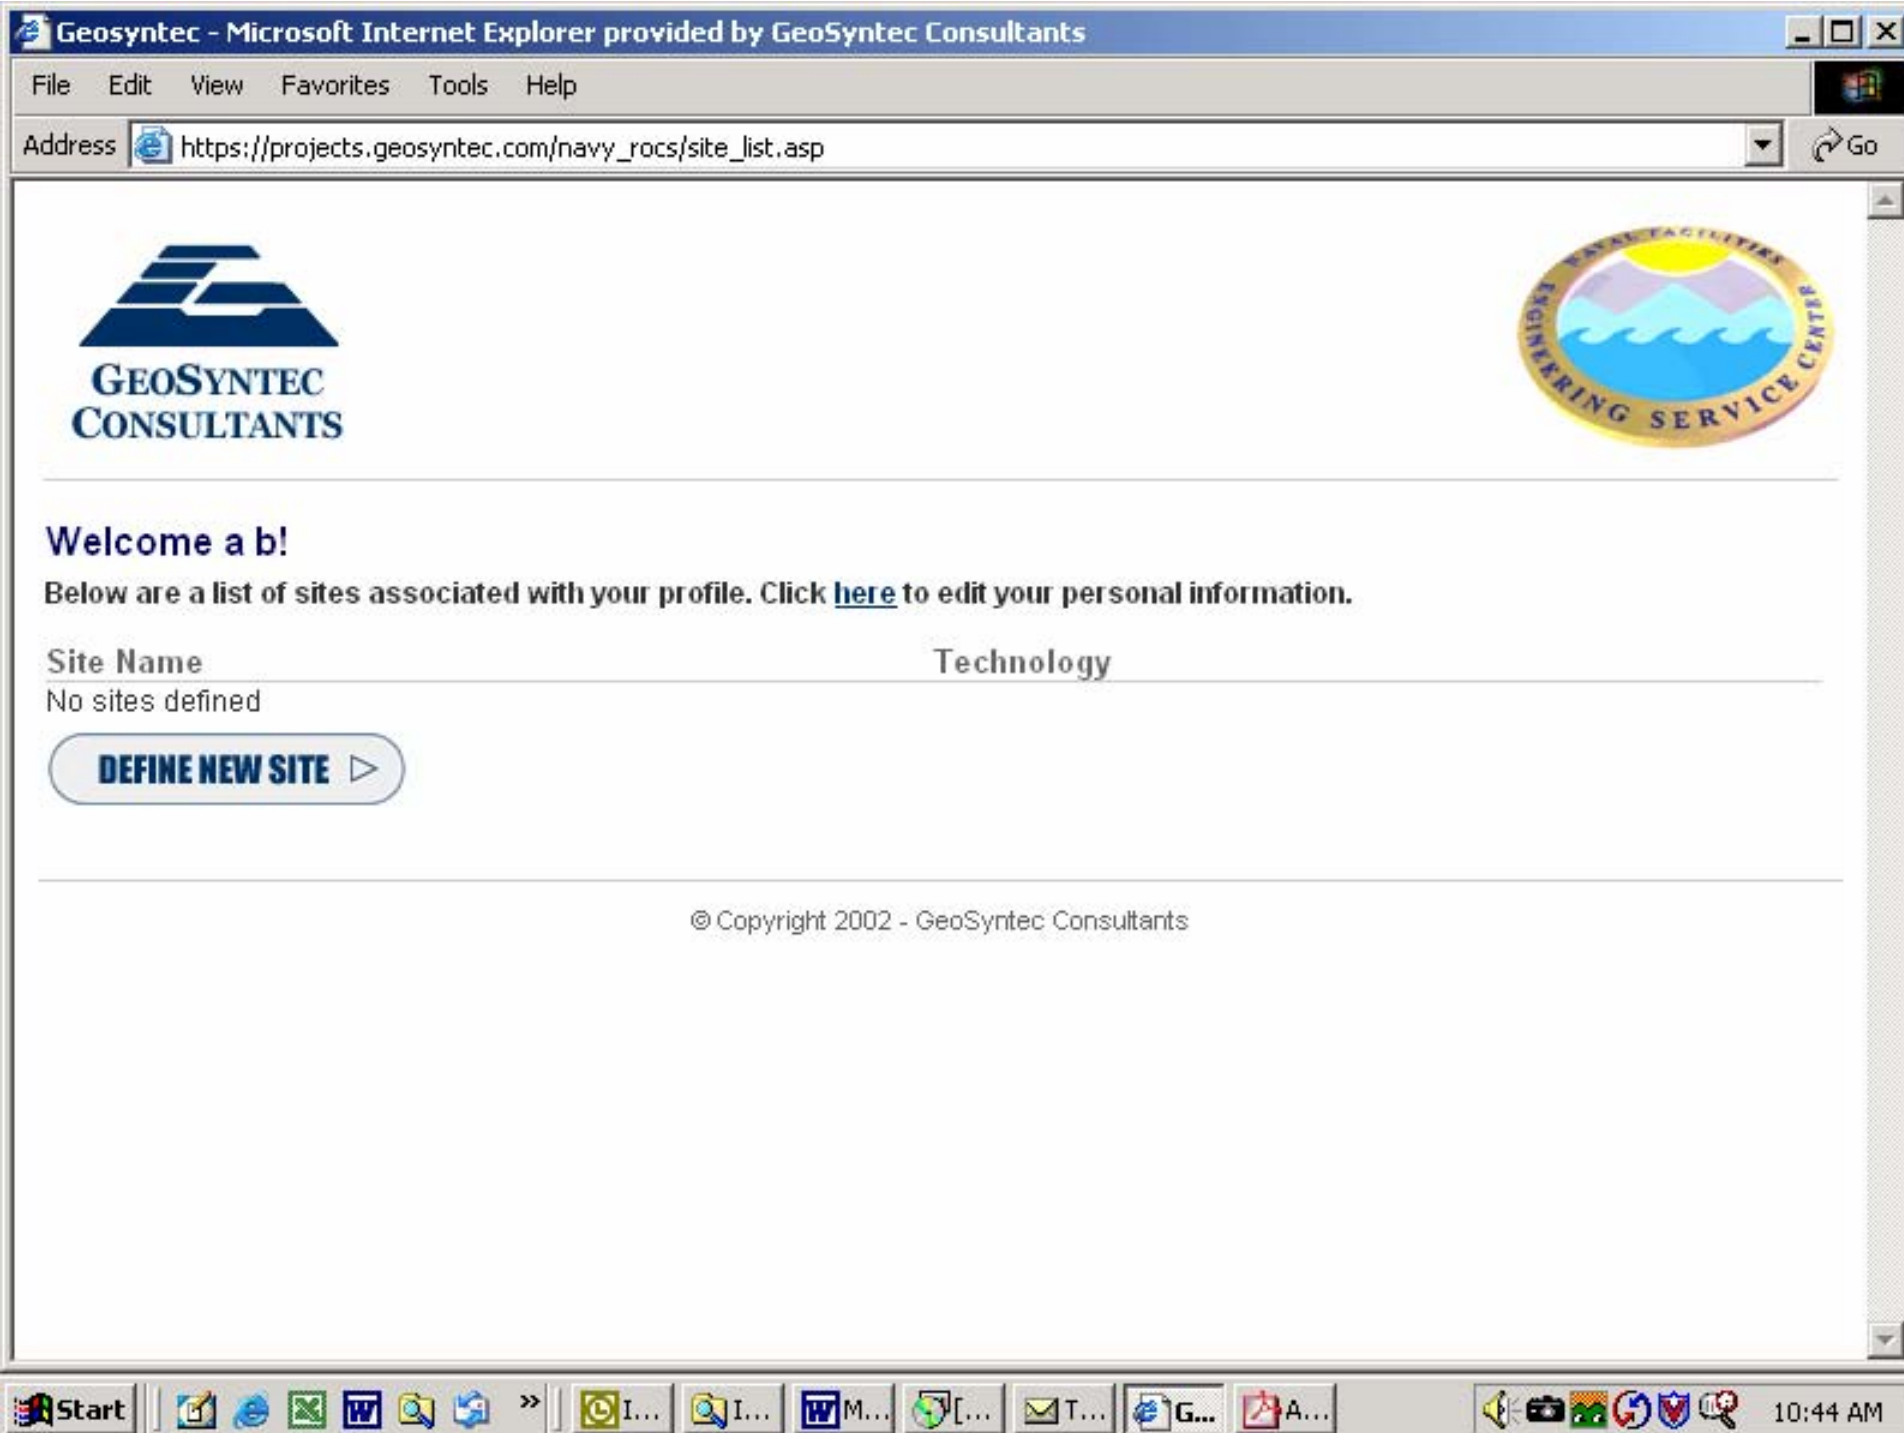 Geosyntec - Microsoft Internet Explorer provided by GeoSyntec Consultants
File Edit View Favorites Tools Help
Address https://projects.geosyntec.com/navy_rocs/site_list.asp Go
GEOSYNTEC
CONSULTANTS
NAVAL FACILITIES
ENGINEERING SERVICE CENTER
Welcome a b!
Below are a list of sites associated with your profile. Click here to edit your personal information.
Site Name Technology
No sites defined
DEFINE NEW SITE
© Copyright 2002 - GeoSyntec Consultants
Start » I... I... M... [... T... G... A... 10:44 AM